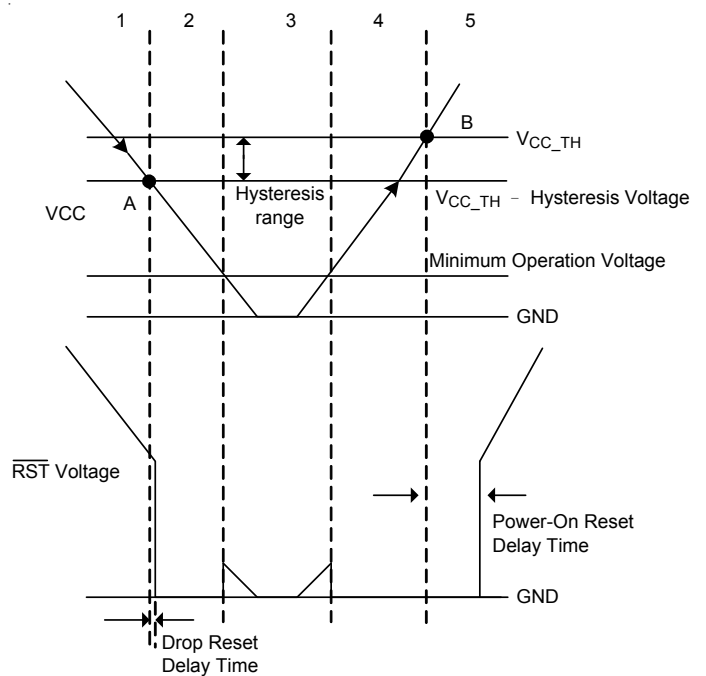 1 2 3 4 5
B
V_CC_TH
A
VCC
Hysteresis
range
V_CC_TH – Hysteresis Voltage
Minimum Operation Voltage
GND
R̅S̅T̅ Voltage
Power-On Reset
Delay Time
GND
Drop Reset
Delay Time